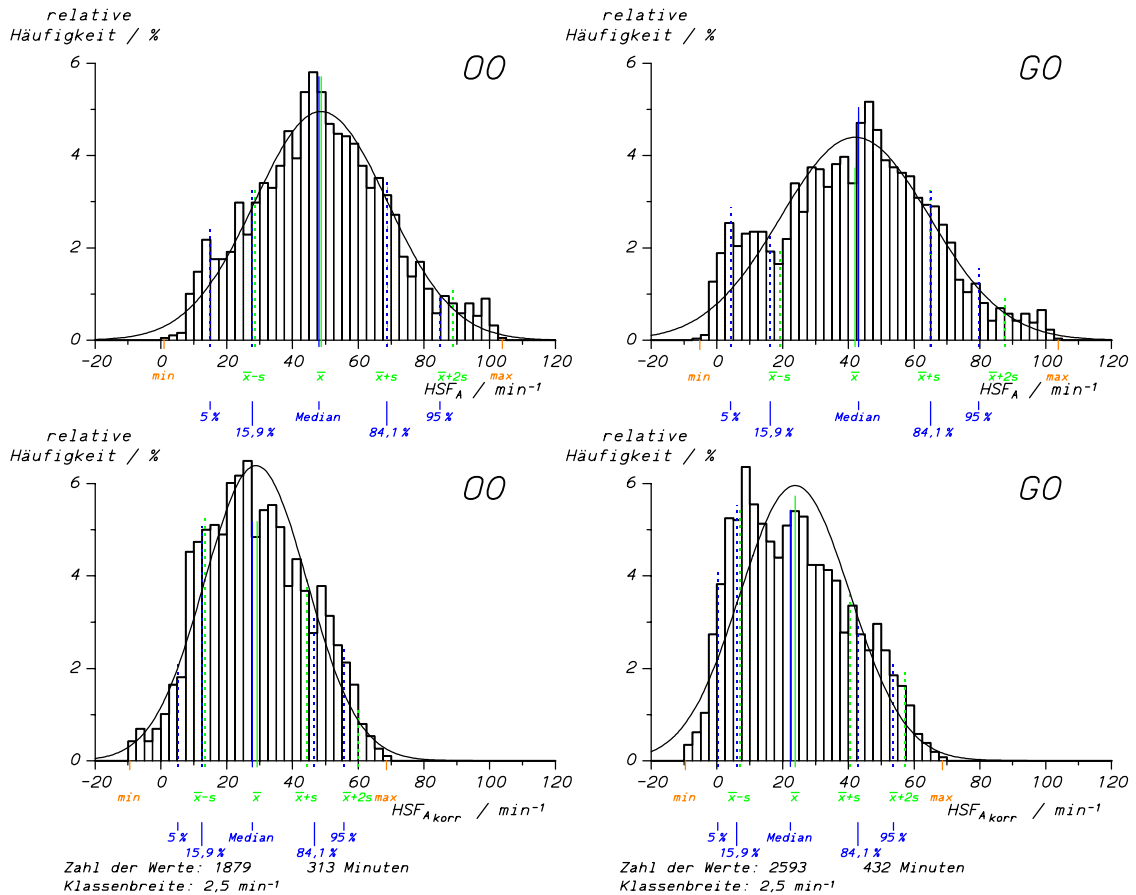 relative
Häufigkeit / %
OO
6
4
2
0
-20 0 20 40 60 80 100 120
min x̅-s x̅ x̅+s x̅+2s max
HSF_A / min⁻¹
5% Median 95%
15,9% 84,1%
relative
Häufigkeit / %
GO
6
4
2
0
-20 0 20 40 60 80 100 120
min x̅-s x̅ x̅+s x̅+2s max
HSF_A / min⁻¹
5% Median 95%
15,9% 84,1%
relative
Häufigkeit / %
OO
6
4
2
0
-20 0 20 40 60 80 100 120
min x̅-s x̅ x̅+s x̅+2s max
HSF_A korr / min⁻¹
5% Median 95%
15,9% 84,1%
Zahl der Werte: 1879 313 Minuten
Klassenbreite: 2,5 min⁻¹
relative
Häufigkeit / %
GO
6
4
2
0
-20 0 20 40 60 80 100 120
min x̅-s x̅ x̅+s x̅+2s max
HSF_A korr / min⁻¹
5% Median 95%
15,9% 84,1%
Zahl der Werte: 2593 432 Minuten
Klassenbreite: 2,5 min⁻¹